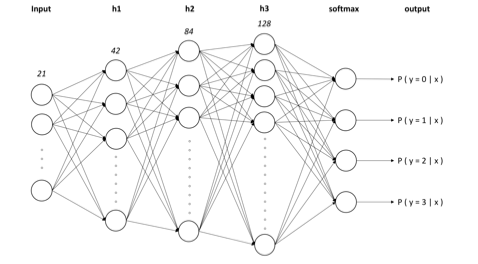 Input h1 h2 h3 softmax output
21
42
84
128
P ( y = 0 | x )
P ( y = 1 | x )
P ( y = 2 | x )
P ( y = 3 | x )